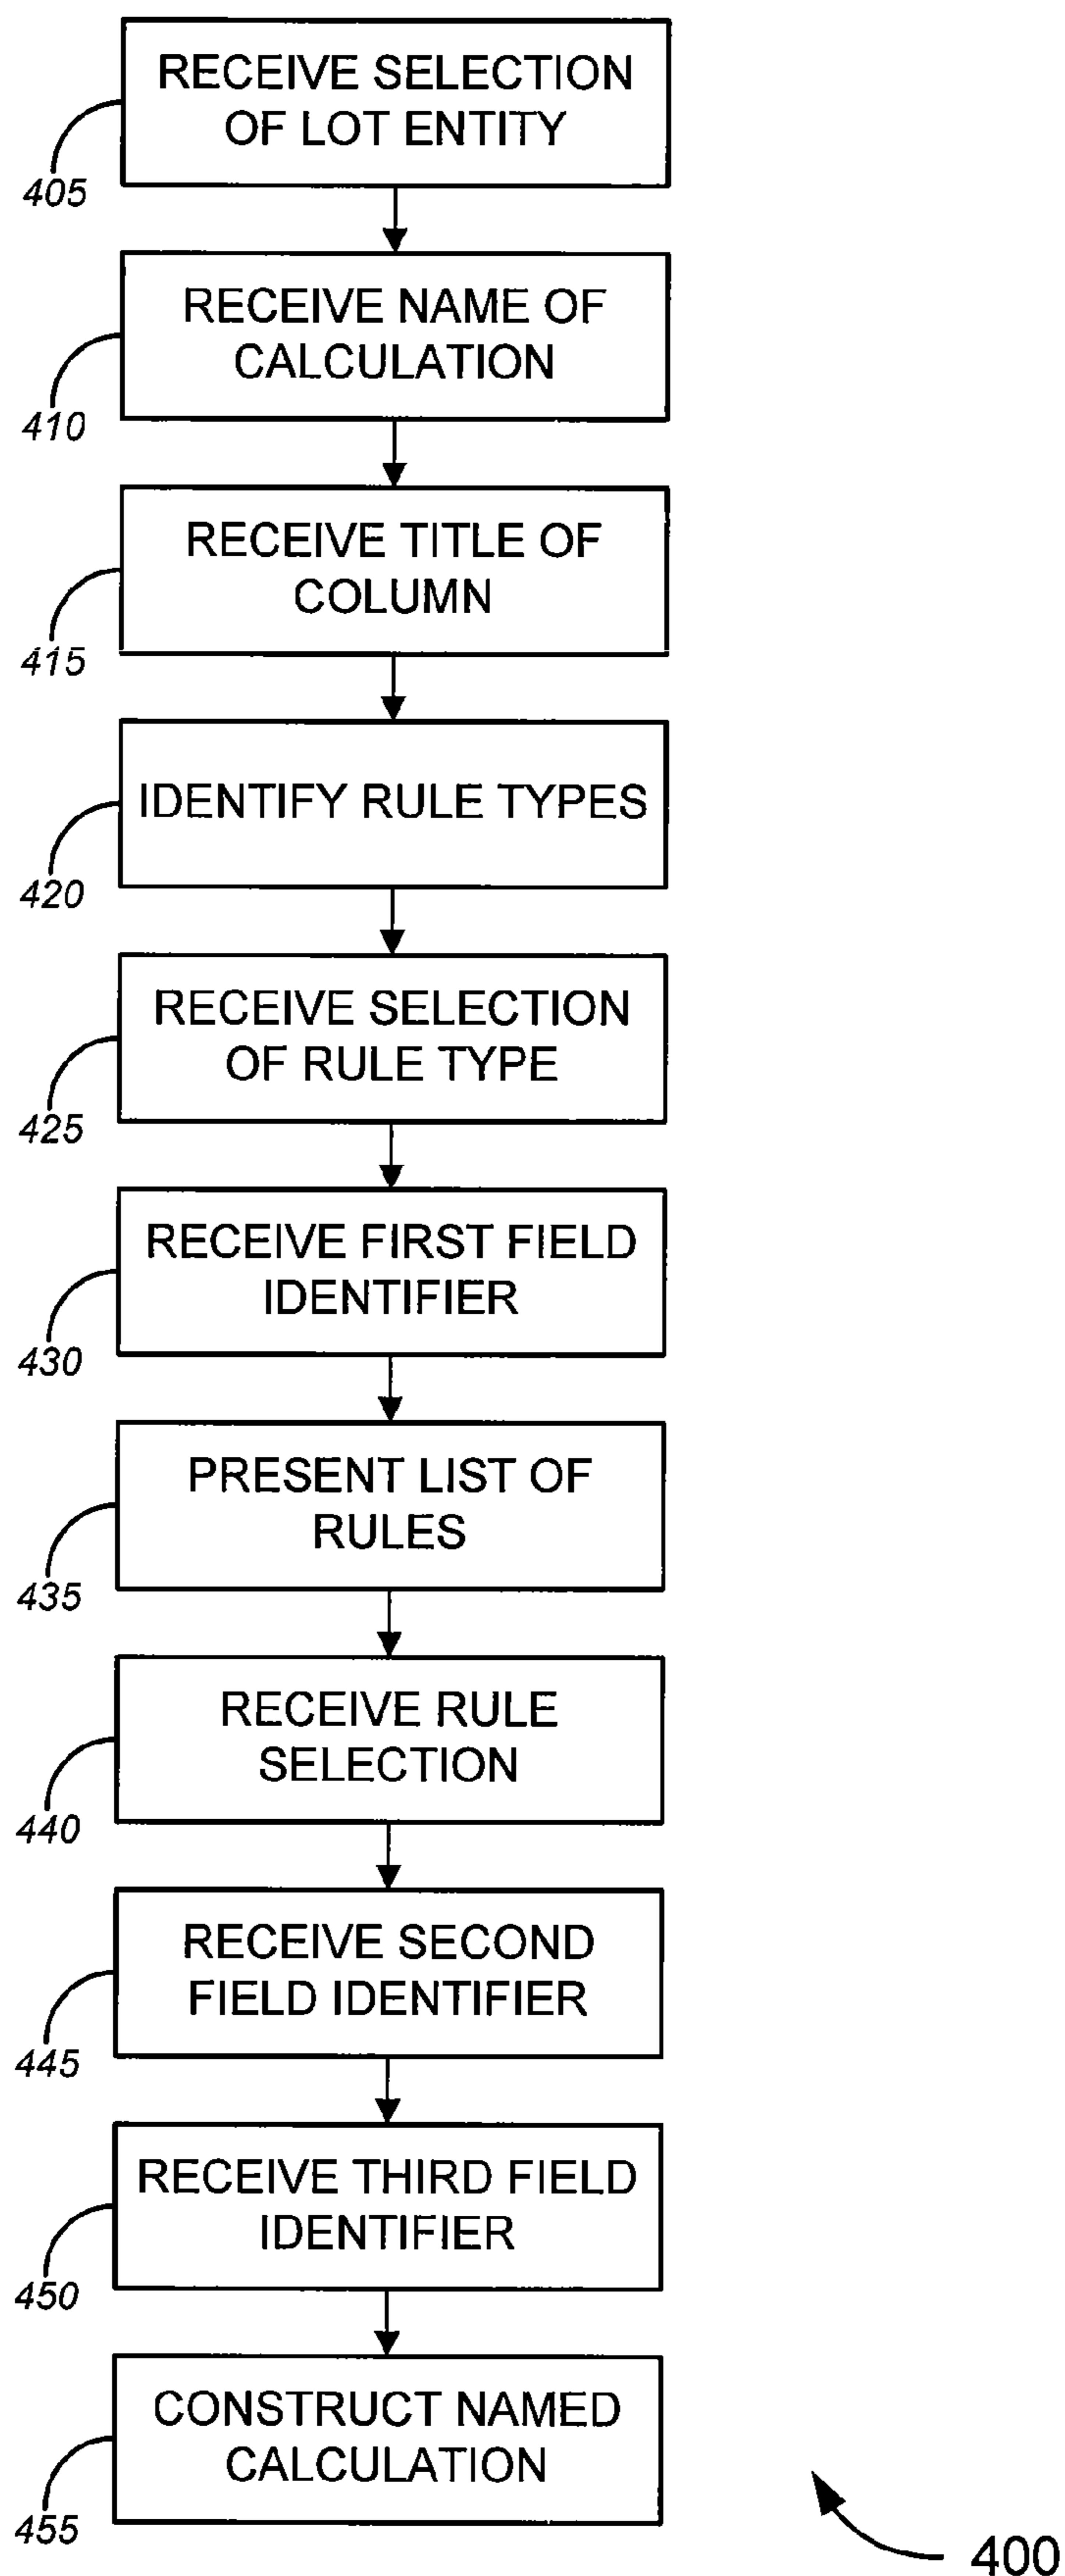 RECEIVE SELECTION
OF LOT ENTITY
405
RECEIVE NAME OF
CALCULATION
410
RECEIVE TITLE OF
COLUMN
415
IDENTIFY RULE TYPES
420
RECEIVE SELECTION
OF RULE TYPE
425
RECEIVE FIRST FIELD
IDENTIFIER
430
PRESENT LIST OF
RULES
435
RECEIVE RULE
SELECTION
440
RECEIVE SECOND
FIELD IDENTIFIER
445
RECEIVE THIRD FIELD
IDENTIFIER
450
CONSTRUCT NAMED
CALCULATION
455
400